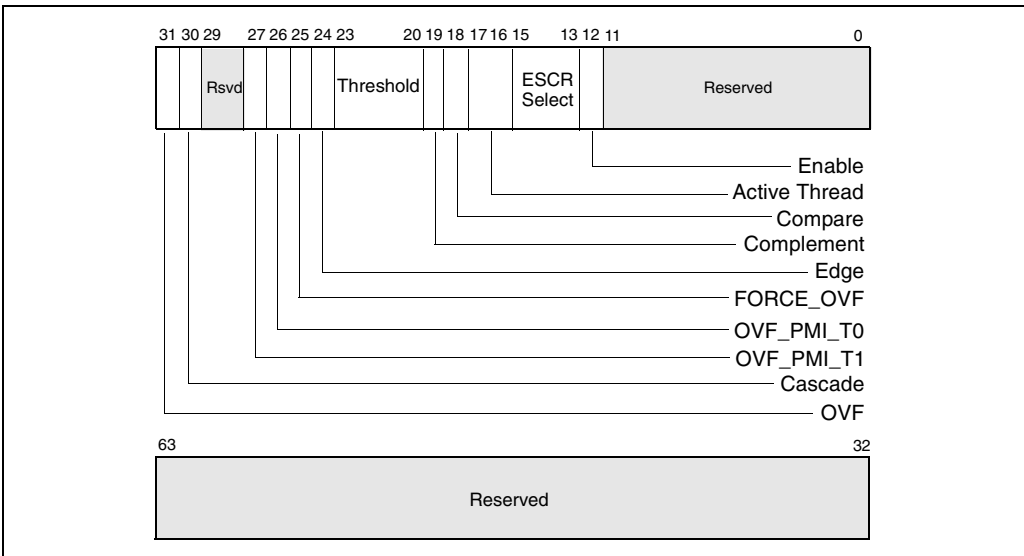 31 30 29 27 26 25 24 23 20 19 18 17 16 15 13 12 11 0
Rsvd
Threshold
ESCR
Select
Reserved
Enable
Active Thread
Compare
Complement
Edge
FORCE_OVF
OVF_PMI_T0
OVF_PMI_T1
Cascade
OVF
63 32
Reserved